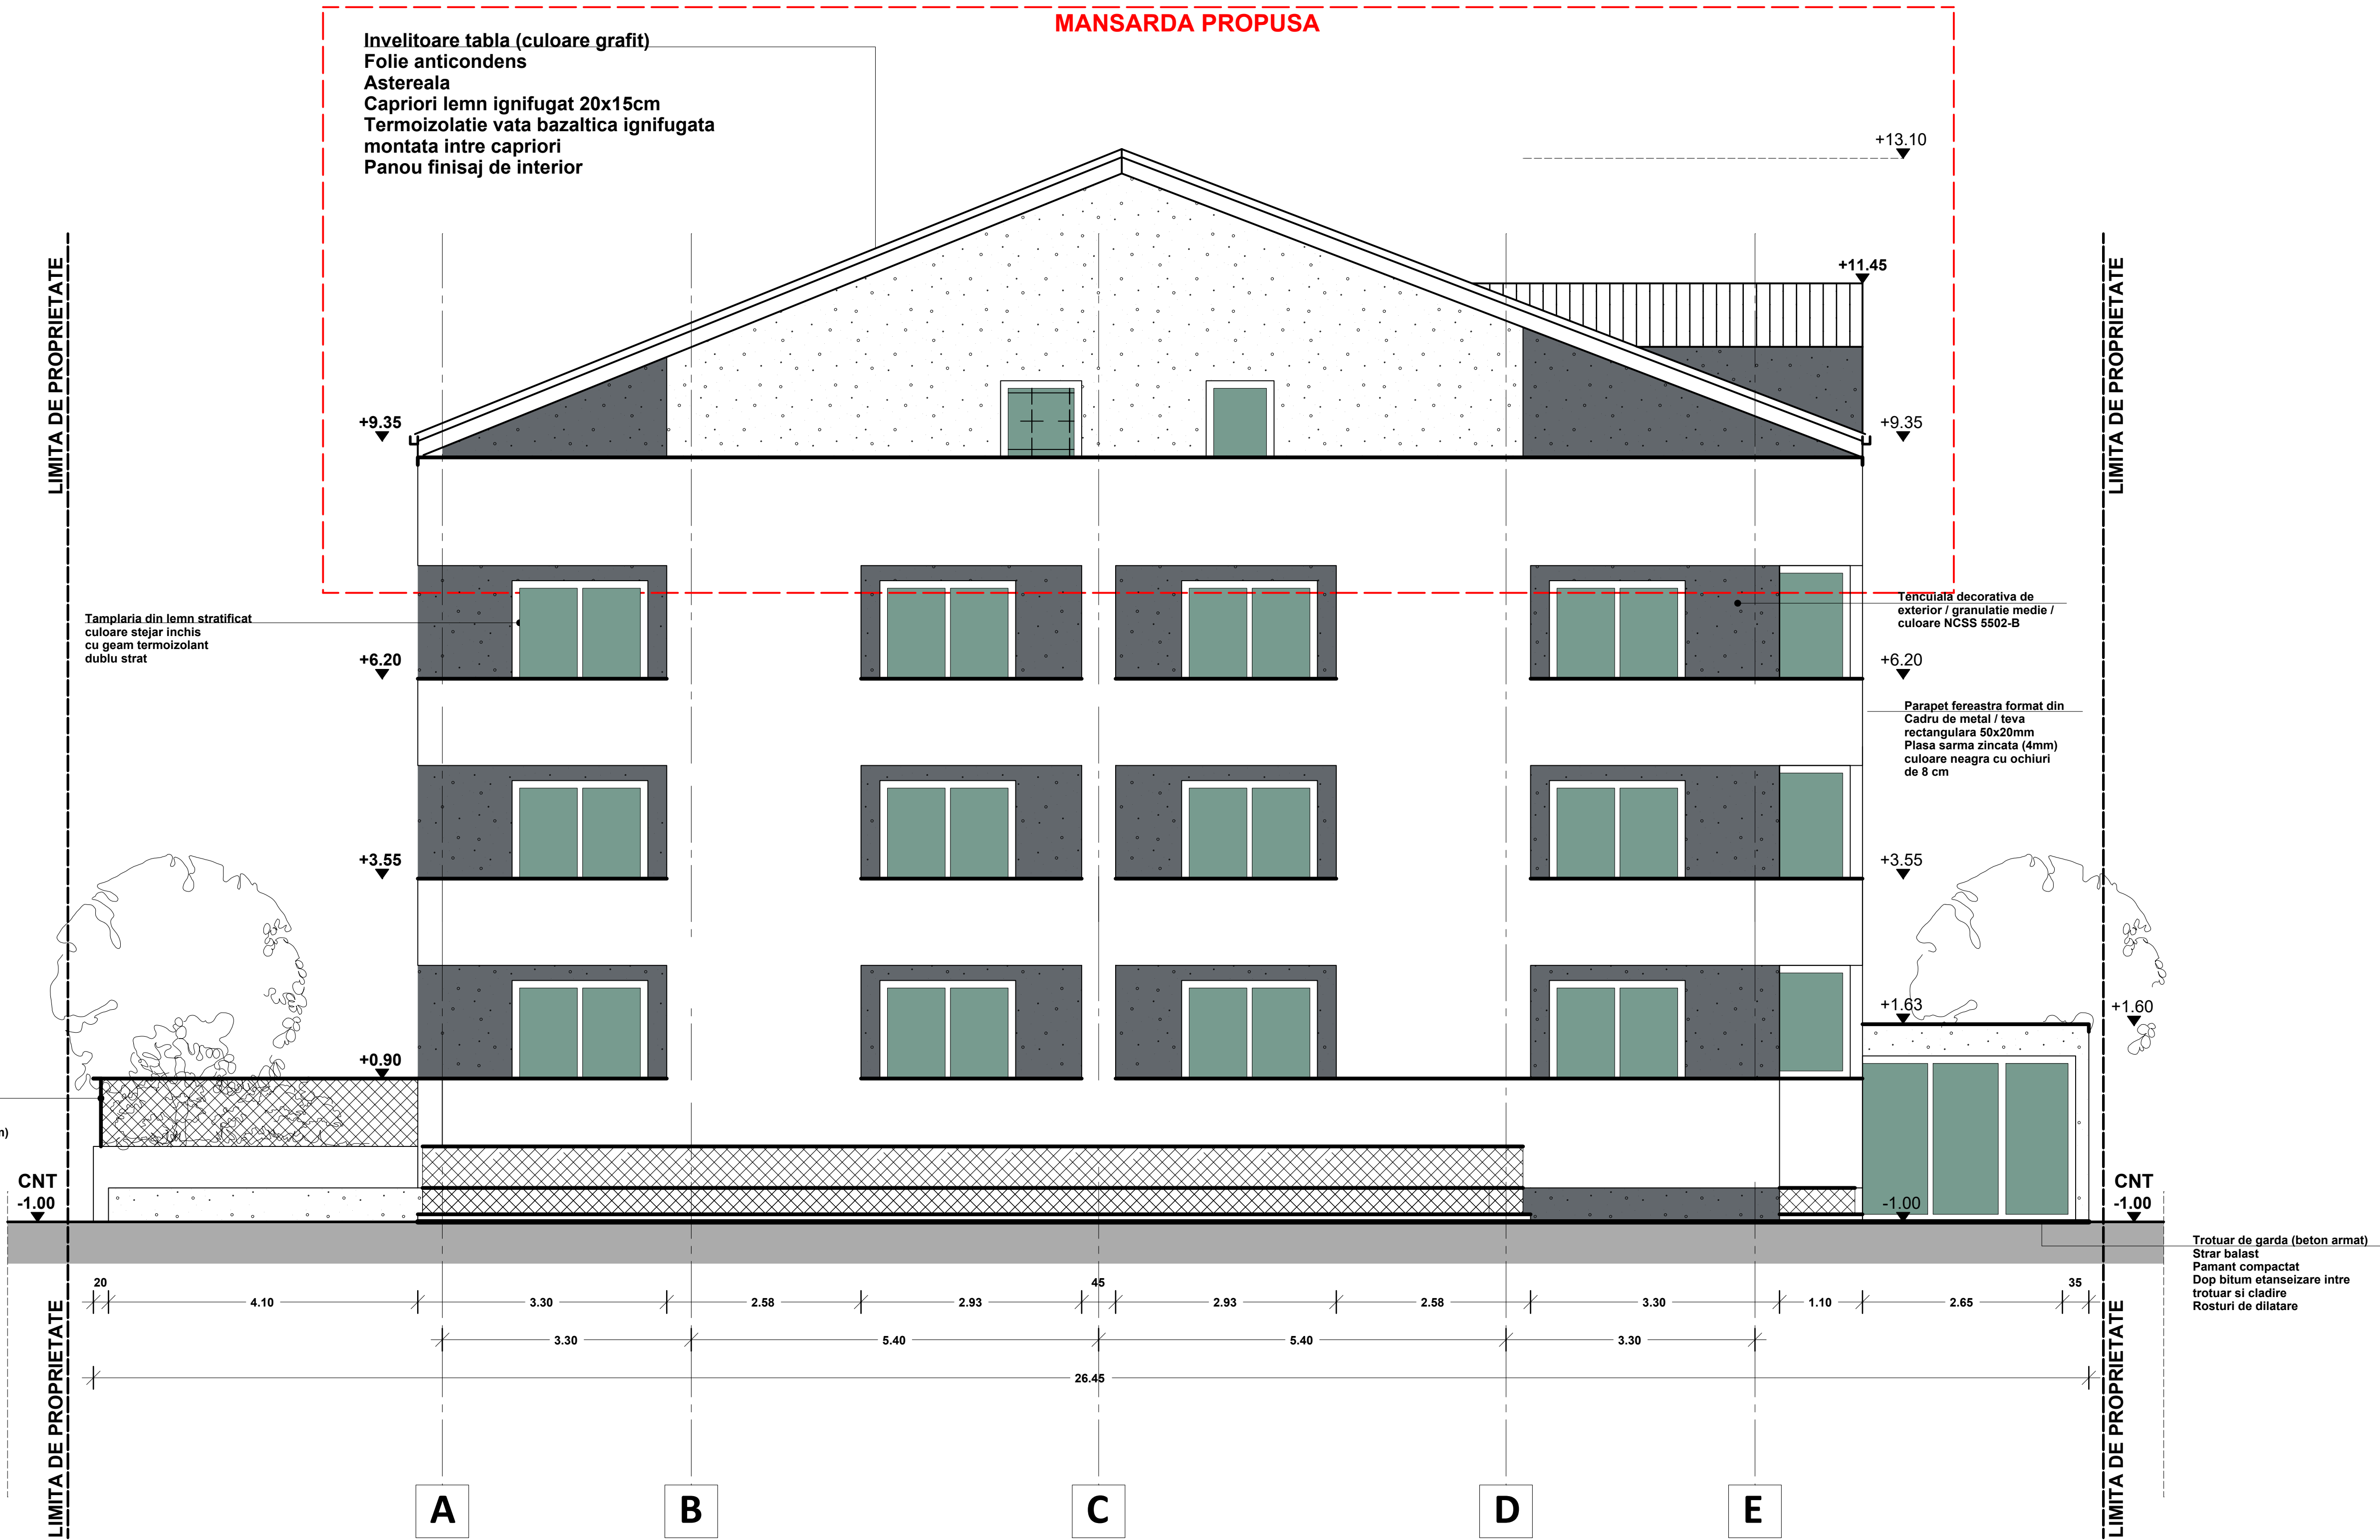 MANSARDA PROPUSA
Invelitoare tabla (culoare grafit)
Folie anticondens
Astereala
Capriori lemn ignifugat 20x15cm
Termoizolatie vata bazaltica ignifugata
montata intre capriori
Panou finisaj de interior
+13.10
+11.45
LIMITA DE PROPRIETATE
LIMITA DE PROPRIETATE
+9.35
+9.35
Tamplaria din lemn stratificat
culoare stejar inchis
cu geam termoizolant
dublu strat
Tencuiala decorativa de
exterior / granulatie medie /
culoare NCSS 5502-B
+6.20
+6.20
Parapet fereastra format din
Cadru de metal / teva
rectangulara 50x20mm
Plasa sarma zincata (4mm)
culoare neagra cu ochiuri
de 8 cm
+3.55
+3.55
+1.63
+1.60
+0.90
CNT
-1.00
-1.00
CNT
-1.00
Trotuar de garda (beton armat)
Strar balast
Pamant compactat
Dop bitum etanseizare intre
trotuar si cladire
Rosturi de dilatare
20
4.10
3.30
2.58
2.93
45
2.93
2.58
3.30
1.10
2.65
35
3.30
5.40
5.40
3.30
26.45
LIMITA DE PROPRIETATE
LIMITA DE PROPRIETATE
A
B
C
D
E